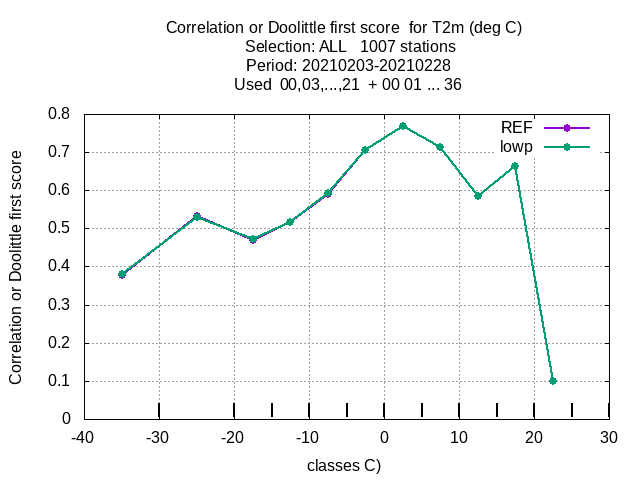 Correlation or Doolittle first score  for T2m (deg C)
Selection: ALL   1007 stations
Period: 20210203-20210228
Used  00,03,...,21  + 00 01 ... 36
REF
lowp
Correlation or Doolittle first score
0.8
0.7
0.6
0.5
0.4
0.3
0.2
0.1
0
-40 -30 -20 -10 0 10 20 30
classes C)